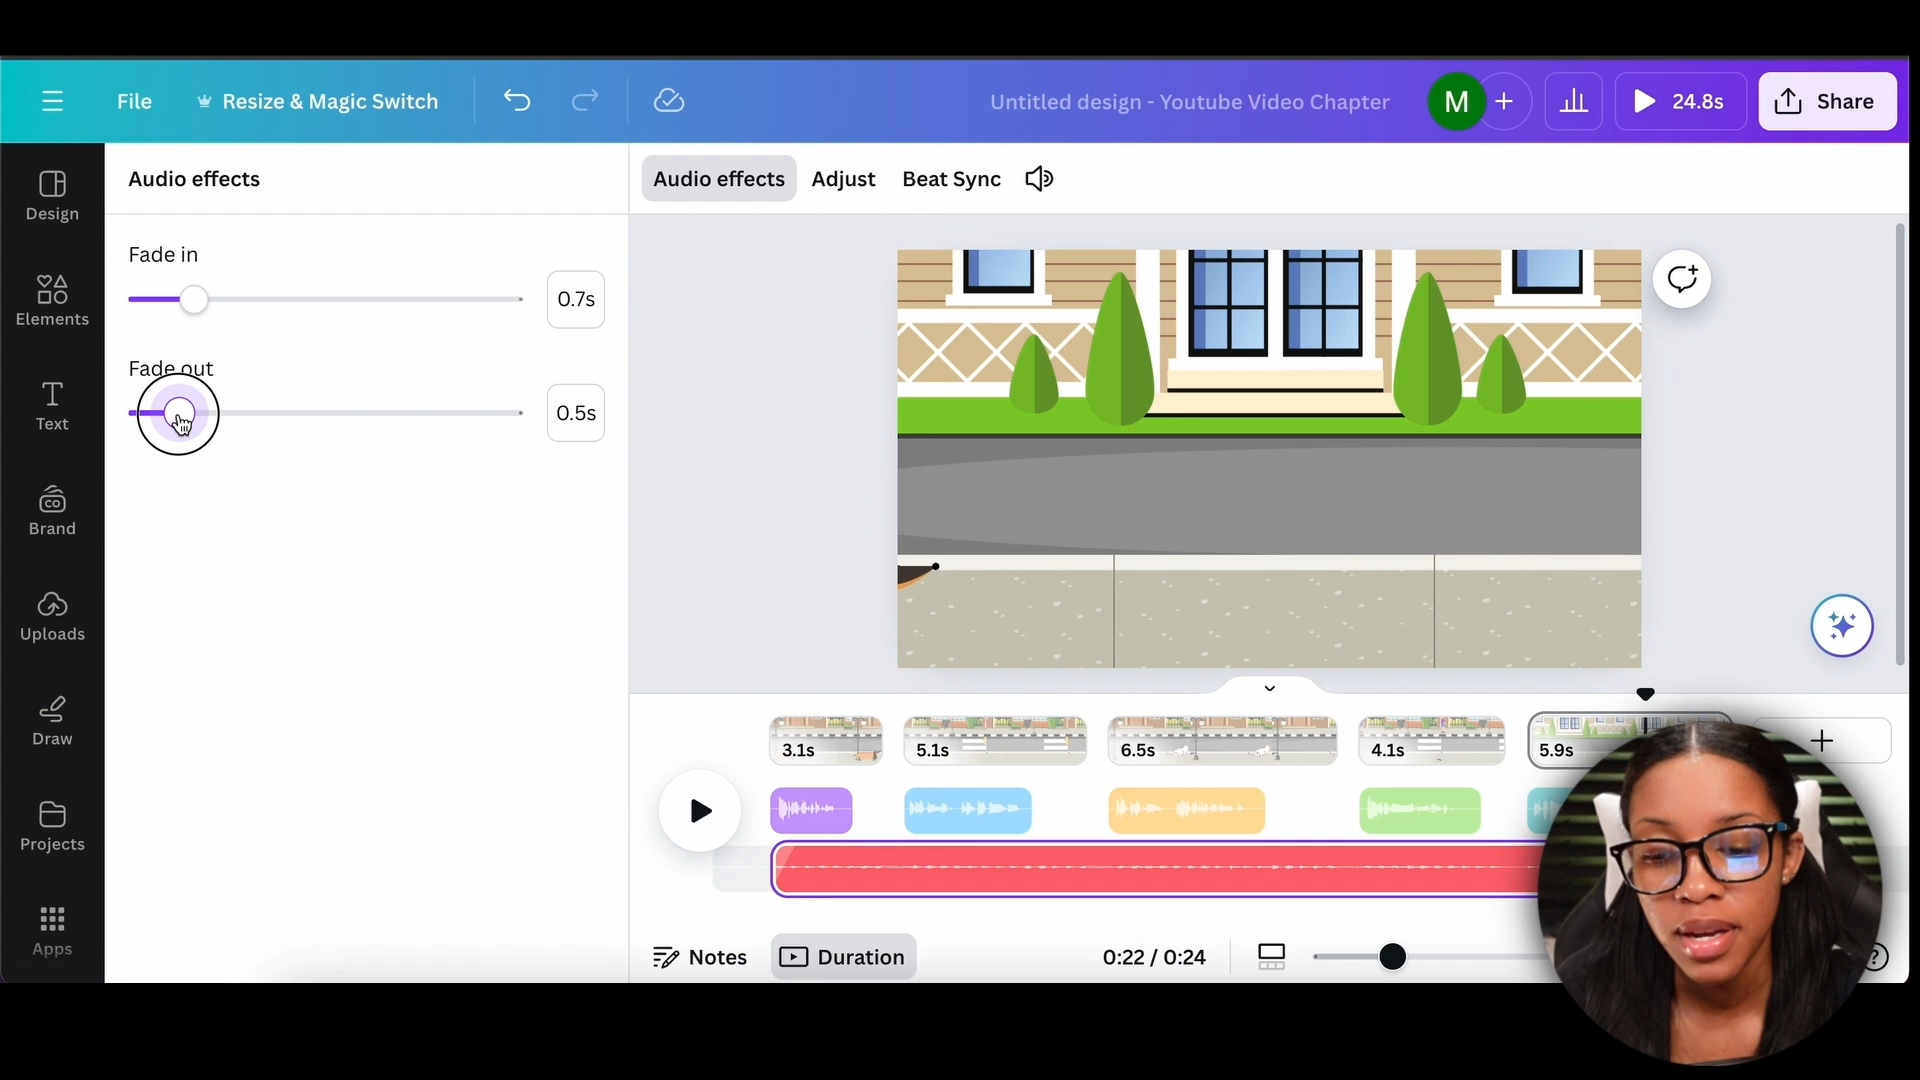 File
Resize & Magic Switch
Untitled design - Youtube Video Chapter
M
24.8s
Share
Design
Elements
Text
CO
Brand
Uploads
Draw
Projects
Apps
Audio effects
Fade in
0.7s
Fade out
0.5s
Audio effects
Adjust
Beat Sync
3.1s
5.1s
6.5s
4.1s
5.9s
Notes
Duration
0:22 / 0:24
?